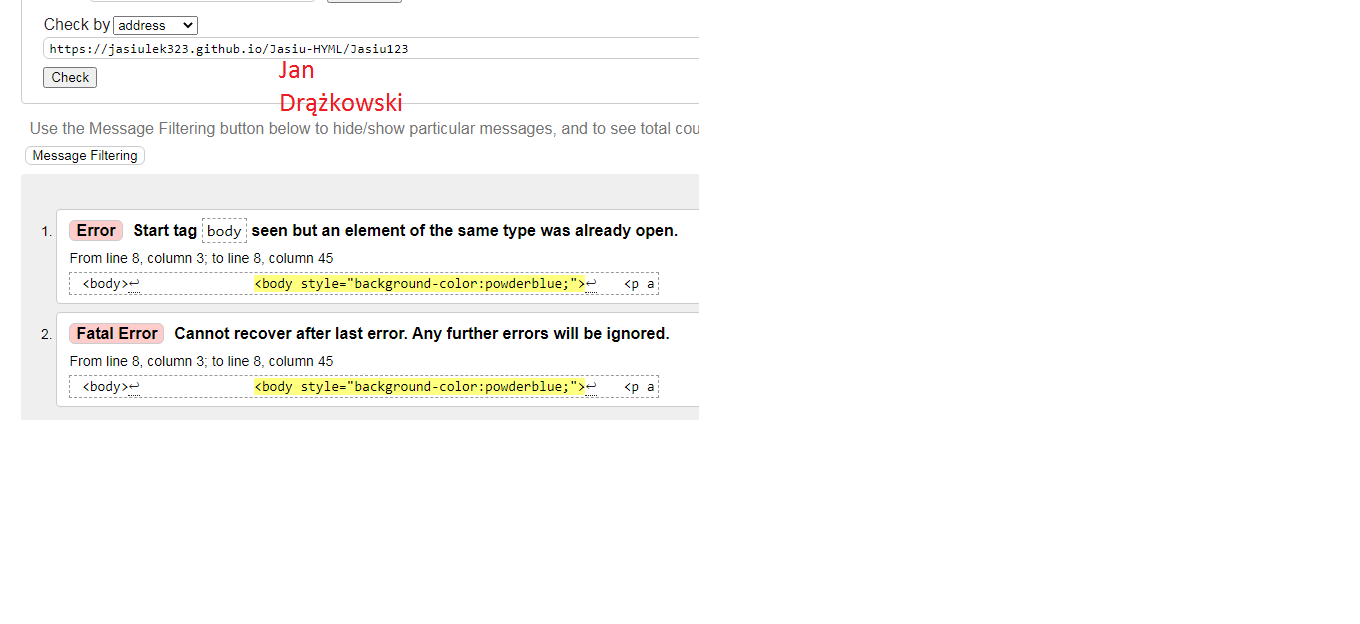 Check by address
https://jasiulek323.github.io/Jasiu-HYML/Jasiu123
Check
Jan
Drążkowski
Use the Message Filtering button below to hide/show particular messages, and to see total cou
Message Filtering
1. Error Start tag body seen but an element of the same type was already open.
From line 8, column 3; to line 8, column 45
<body>↩ <body style="background-color:powderblue;">↩ <p a
2. Fatal Error Cannot recover after last error. Any further errors will be ignored.
From line 8, column 3; to line 8, column 45
<body>↩ <body style="background-color:powderblue;">↩ <p a